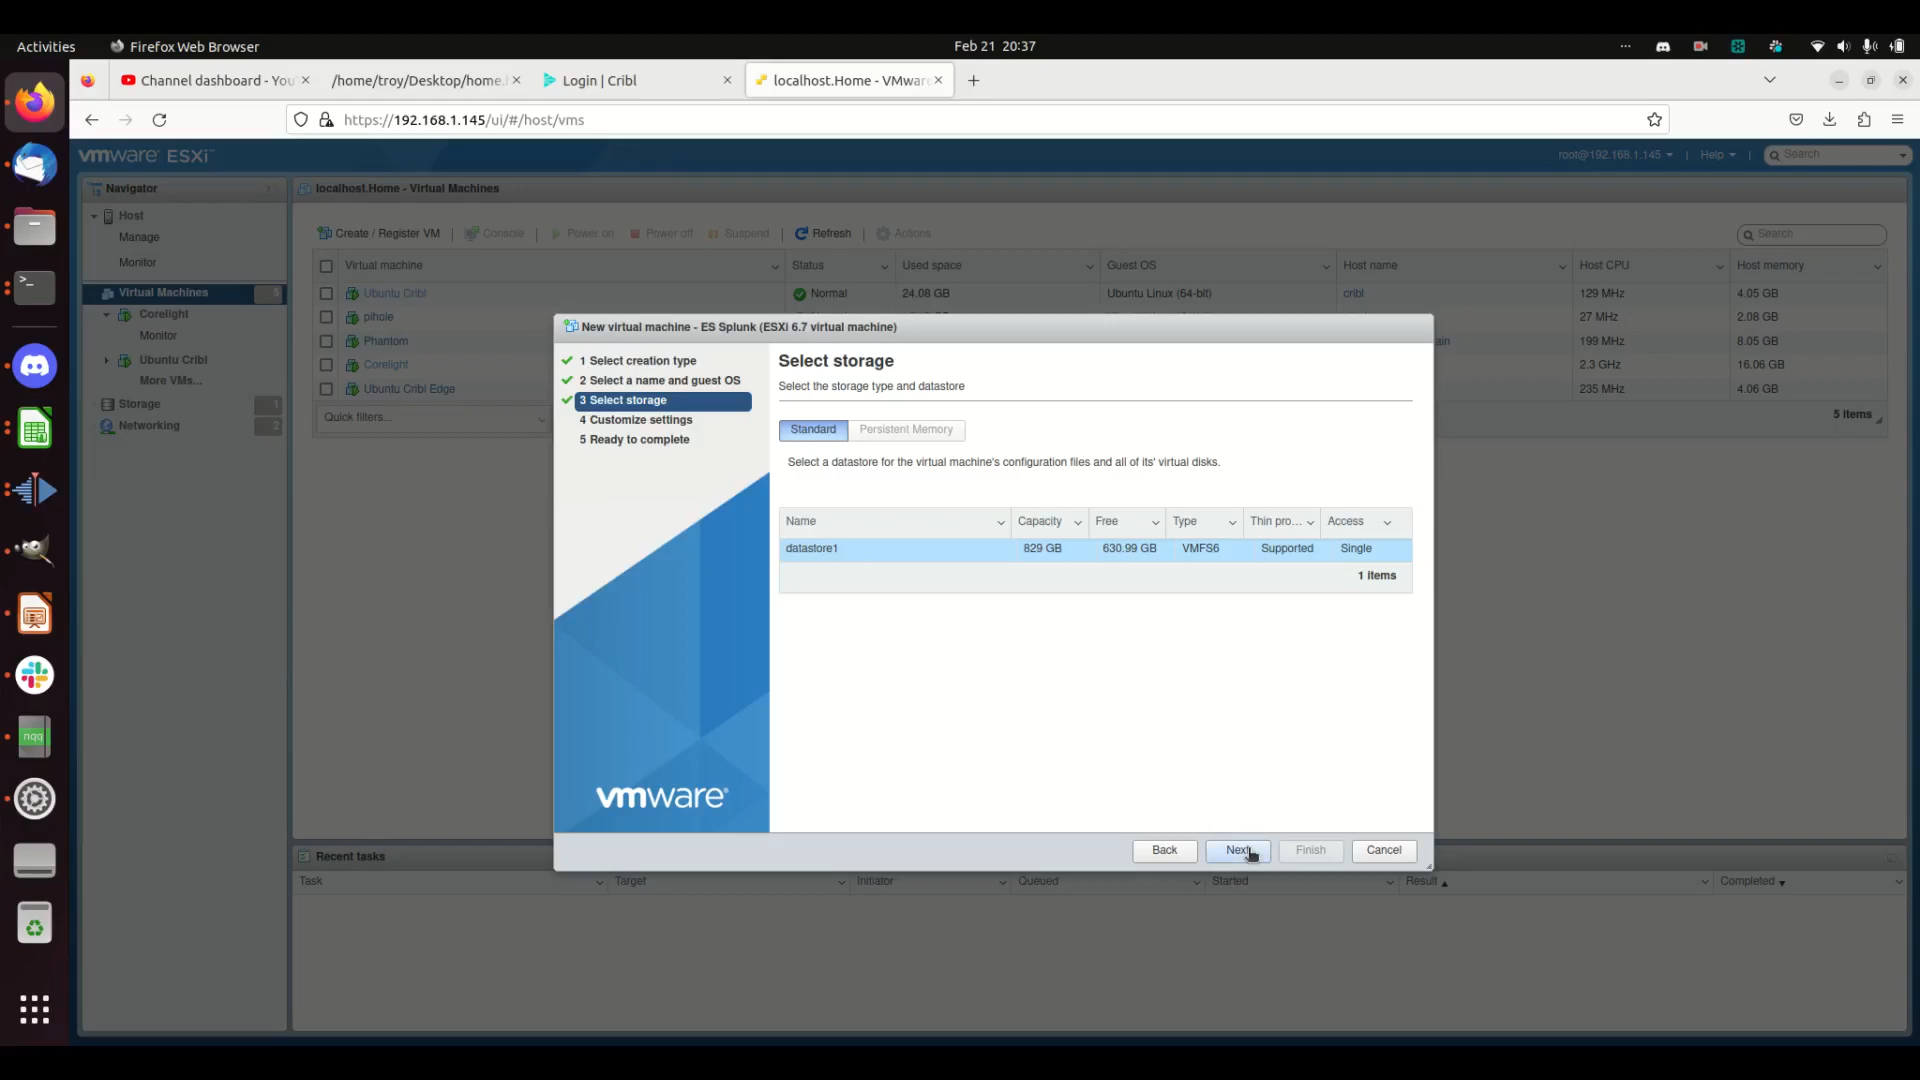 Activities
Firefox Web Browser
Feb 21 20:37
Channel dashboard - You
/home/troy/Desktop/home.
Login | Cribl
localhost.Home - VMware
https://192.168.1.145/ui/#/host/vms
vmware ESXi
root@192.168.1.145 | Help | Search
Navigator
localhost.Home - Virtual Machines
Host
Manage
Monitor
Virtual Machines 5
Corelight
Monitor
Ubuntu Cribl
More VMs...
Storage 1
Networking 2
Create / Register VM | Console | Power on Power off Suspend | Refresh | Actions
Search
Virtual machine Status Used space Guest OS Host name Host CPU Host memory
Ubuntu Cribl Normal 24.08 GB Ubuntu Linux (64-bit) cribl 129 MHz 4.05 GB
pihole 27 MHz 2.08 GB
Phantom ain 199 MHz 8.05 GB
Corelight 2.3 GHz 16.06 GB
Ubuntu Cribl Edge 235 MHz 4.06 GB
Quick filters...
5 items
New virtual machine - ES Splunk (ESXi 6.7 virtual machine)
1 Select creation type
2 Select a name and guest OS
3 Select storage
4 Customize settings
5 Ready to complete
vmware
Select storage
Select the storage type and datastore
Standard Persistent Memory
Select a datastore for the virtual machine's configuration files and all of its' virtual disks.
Name Capacity Free Type Thin pro... Access
datastore1 829 GB 630.99 GB VMFS6 Supported Single
1 items
Back Next Finish Cancel
Recent tasks
Task Target Initiator Queued Started Result Completed
nqq